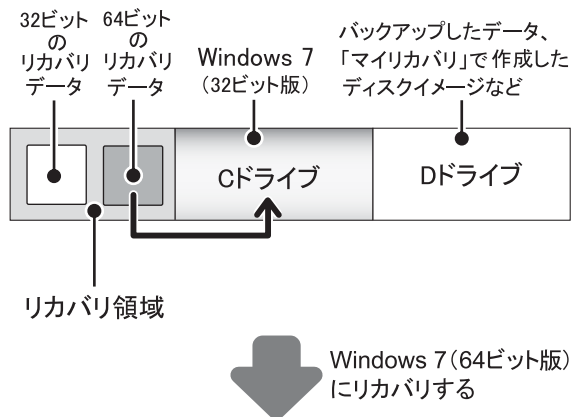 32ビット
の
リカバリ
データ
64ビット
の
リカバリ
データ
Windows 7
(32ビット版)
バックアップしたデータ、
「マイリカバリ」で作成した
ディスクイメージなど
Cドライブ
Dドライブ
リカバリ領域
Windows 7(64ビット版)
にリカバリする